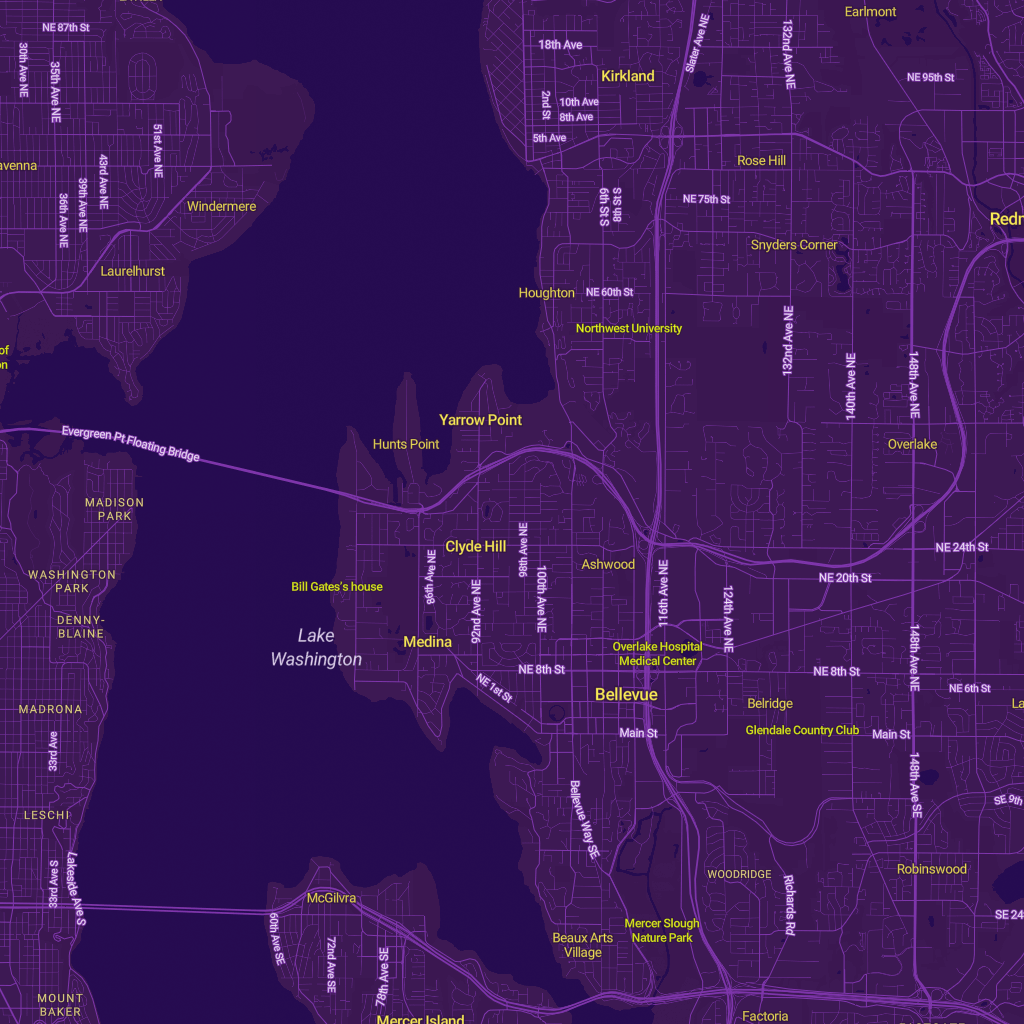 Earlmont
NE 87th St
30th Ave NE
35th Ave NE
18th Ave
Slater Ave NE
132nd Ave NE
Kirkland
NE 95th St
2nd St
10th Ave
8th Ave
5th Ave
51st Ave NE
43rd Ave NE
39th Ave NE
36th Ave NE
Rose Hill
Windermere
6th St S
8th St S
NE 75th St
Snyders Corner
Laurelhurst
Houghton
NE 60th St
Northwest University
132nd Ave NE
140th Ave NE
148th Ave NE
of
Evergreen Pt Floating Bridge
Yarrow Point
Hunts Point
Overlake
MADISON
PARK
Clyde Hill
98th Ave NE
100th Ave NE
86th Ave NE
92nd Ave NE
Ashwood
116th Ave NE
124th Ave NE
NE 24th St
NE 20th St
WASHINGTON
PARK
Bill Gates's house
DENNY-
BLAINE
Lake
Washington
Medina
Overlake Hospital
Medical Center
148th Ave NE
NE 8th St
NE 8th St
NE 1st St
NE 6th St
Bellevue
Belridge
MADRONA
Main St
Glendale Country Club
Main St
33rd Ave
148th Ave SE
Bellevue Way SE
SE 9th
LESCHI
33rd Ave S
Lakeside Ave S
WOODRIDGE
Richards Rd
Robinswood
McGilvra
60th Ave SE
72nd Ave SE
78th Ave SE
Mercer Slough
Nature Park
Beaux Arts
Village
MOUNT
BAKER
Mercer Island
Factoria